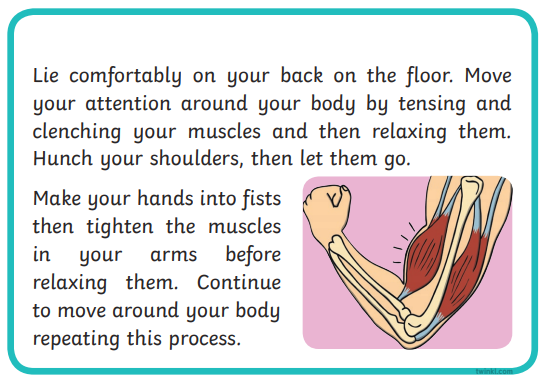 Lie comfortably on your back on the floor. Move
your attention around your body by tensing and
clenching your muscles and then relaxing them.
Hunch your shoulders, then let them go.
Make your hands into fists
then tighten the muscles
in your arms before
relaxing them. Continue
to move around your body
repeating this process.
twinkl.com